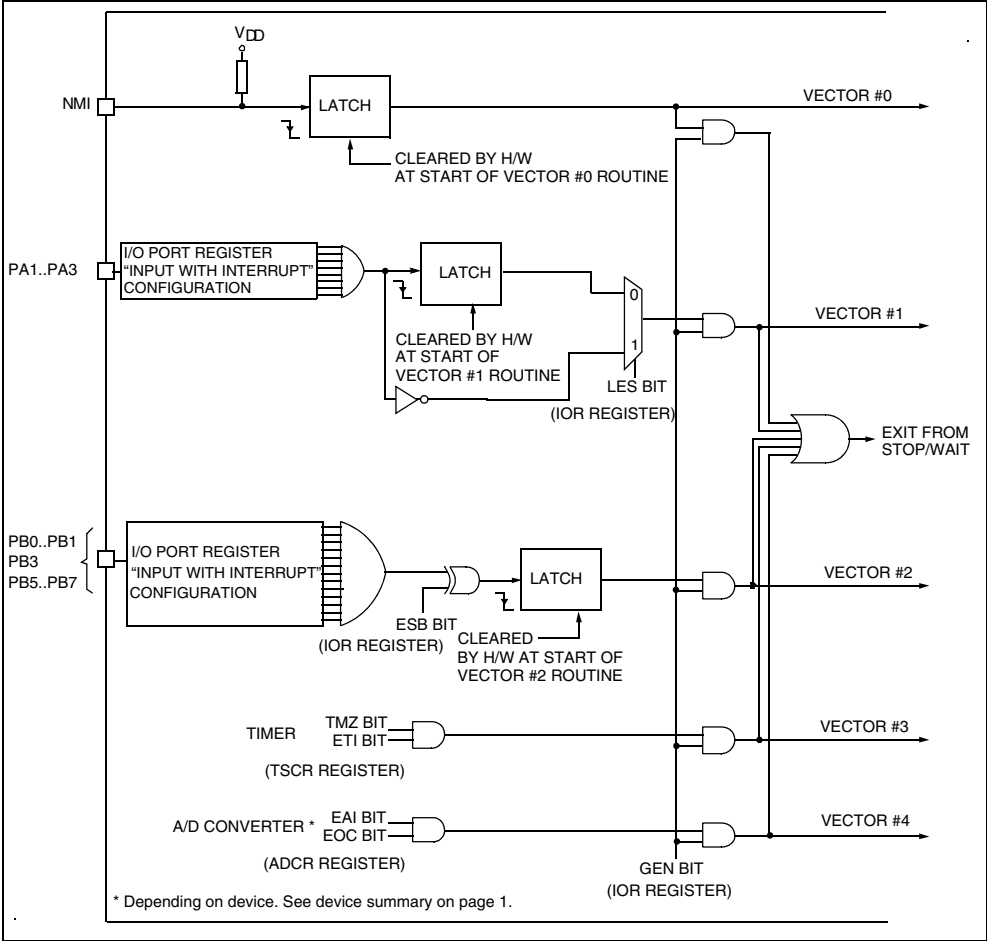 VDD
NMI
LATCH
VECTOR #0
CLEARED BY H/W
AT START OF VECTOR #0 ROUTINE
PA1..PA3
I/O PORT REGISTER
“INPUT WITH INTERRUPT”
CONFIGURATION
LATCH
0
1
VECTOR #1
CLEARED BY H/W
AT START OF
VECTOR #1 ROUTINE
LES BIT
(IOR REGISTER)
EXIT FROM
STOP/WAIT
PB0..PB1
PB3
PB5..PB7
I/O PORT REGISTER
“INPUT WITH INTERRUPT”
CONFIGURATION
LATCH
VECTOR #2
ESB BIT
(IOR REGISTER)
CLEARED
BY H/W AT START OF
VECTOR #2 ROUTINE
TIMER
TMZ BIT
ETI BIT
(TSCR REGISTER)
VECTOR #3
A/D CONVERTER *
EAI BIT
EOC BIT
(ADCR REGISTER)
VECTOR #4
GEN BIT
(IOR REGISTER)
* Depending on device. See device summary on page 1.